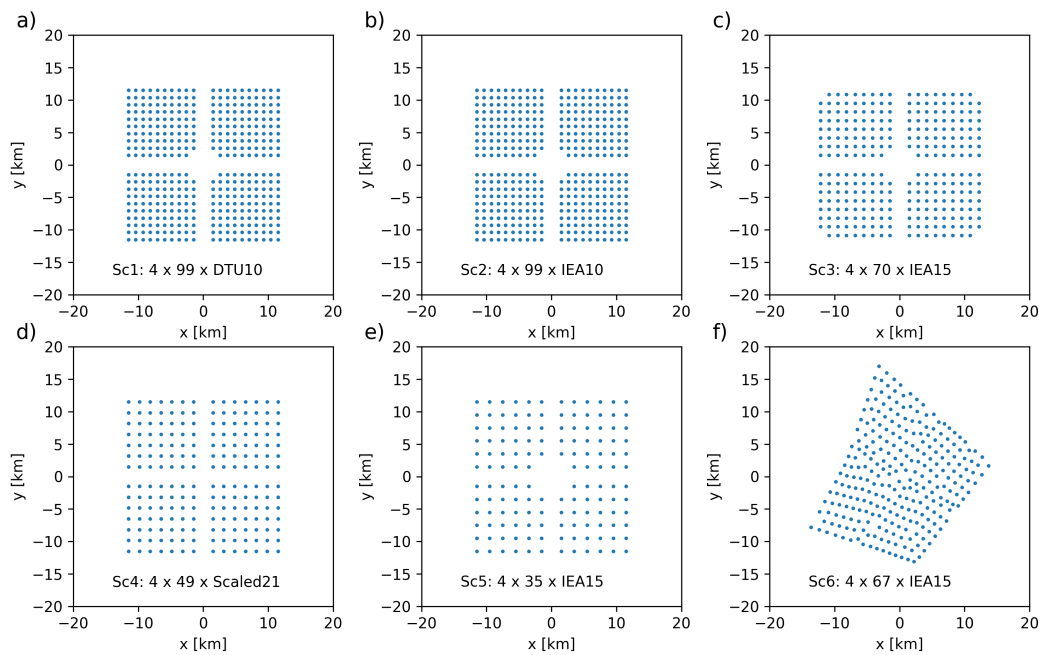 a) b) c)
20 20 20
15 15 15
10 10 10
5 5 5
y [km] 0 y [km] 0 y [km] 0
−5 −5 −5
−10 −10 −10
−15 Sc1: 4 x 99 x DTU10 −15 Sc2: 4 x 99 x IEA10 −15 Sc3: 4 x 70 x IEA15
−20 −20 −20
−20 −10 0 10 20 −20 −10 0 10 20 −20 −10 0 10 20
x [km] x [km] x [km]
d) e) f)
20 20 20
15 15 15
10 10 10
5 5 5
y [km] 0 y [km] 0 y [km] 0
−5 −5 −5
−10 −10 −10
−15 Sc4: 4 x 49 x Scaled21 −15 Sc5: 4 x 35 x IEA15 −15 Sc6: 4 x 67 x IEA15
−20 −20 −20
−20 −10 0 10 20 −20 −10 0 10 20 −20 −10 0 10 20
x [km] x [km] x [km]